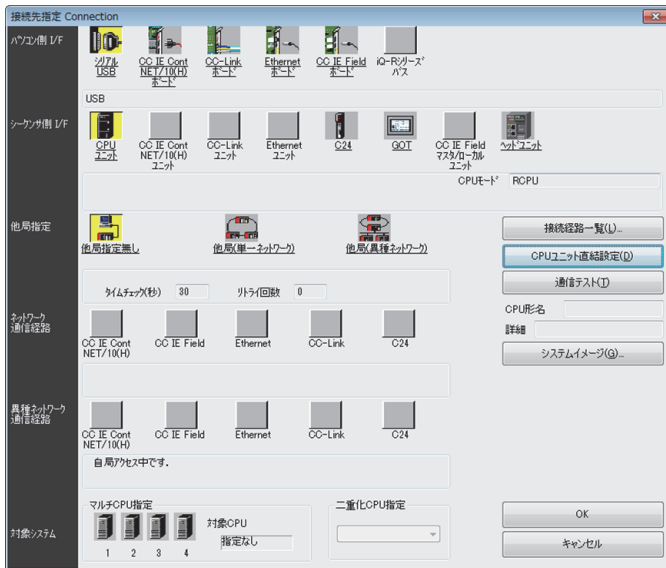 接続先指定 Connection
パソコン側 I/F
シリアル
USB
CC IE Cont
NET/10(H)
ボード
CC-Link
ボード
Ethernet
ボード
CC IE Field
ボード
iQ-Rシリーズ
バス
USB
シーケンサ側 I/F
CPU
ユニット
CC IE Cont
NET/10(H)
ユニット
CC-Link
ユニット
Ethernet
ユニット
C24
GOT
CC IE Field
マスタ/ローカル
ユニット
ヘッドユニット
CPUモード RCPU
他局指定
他局指定無し
他局(単一ネットワーク)
他局(異種ネットワーク)
接続経路一覧(L)...
CPUユニット直結設定(D)
通信テスト(T)
CPU形名
詳細
システムイメージ(G)...
タイムチェック(秒) 30 リトライ回数 0
ネットワーク
通信経路
CC IE Cont
NET/10(H)
CC IE Field
Ethernet
CC-Link
C24
異種ネットワーク
通信経路
CC IE Cont
NET/10(H)
CC IE Field
Ethernet
CC-Link
C24
自局アクセス中です.
対象システム
マルチCPU指定
1 2 3 4
対象CPU
指定なし
二重化CPU指定
OK
キャンセル